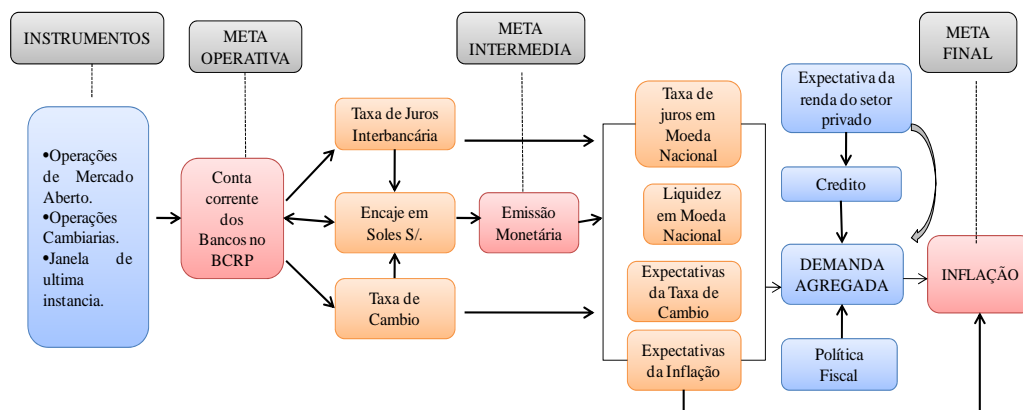 INSTRUMENTOS
META
OPERATIVA
META
INTERMEDIA
META
FINAL
•Operações
de Mercado
Aberto.
•Operações
Cambiarias.
•Janela de
ultima
instancia.
Conta
corrente
dos
Bancos no
BCRP
Taxa de Juros
Interbancária
Encaje em
Soles S/.
Taxa de
Cambio
Emissão
Monetária
Taxa de
juros em
Moeda
Nacional
Liquidez em
Moeda
Nacional
Expectativas
da Taxa de
Cambio
Expectativas
da Inflação
Expectativa da
renda do setor
privado
Credito
DEMANDA
AGREGADA
Política
Fiscal
INFLAÇÃO